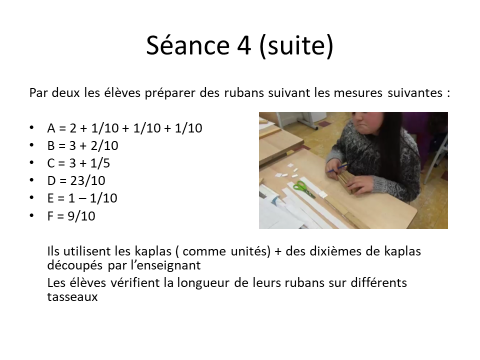 Séance 4 (suite)
Par deux les élèves préparer des rubans suivant les mesures suivantes :
• A = 2 + 1/10 + 1/10 + 1/10
• B = 3 + 2/10
• C = 3 + 1/5
• D = 23/10
• E = 1 – 1/10
• F = 9/10
Ils utilisent les kaplas ( comme unités) + des dixièmes de kaplas
découpés par l’enseignant
Les élèves vérifient la longueur de leurs rubans sur différents
tasseaux